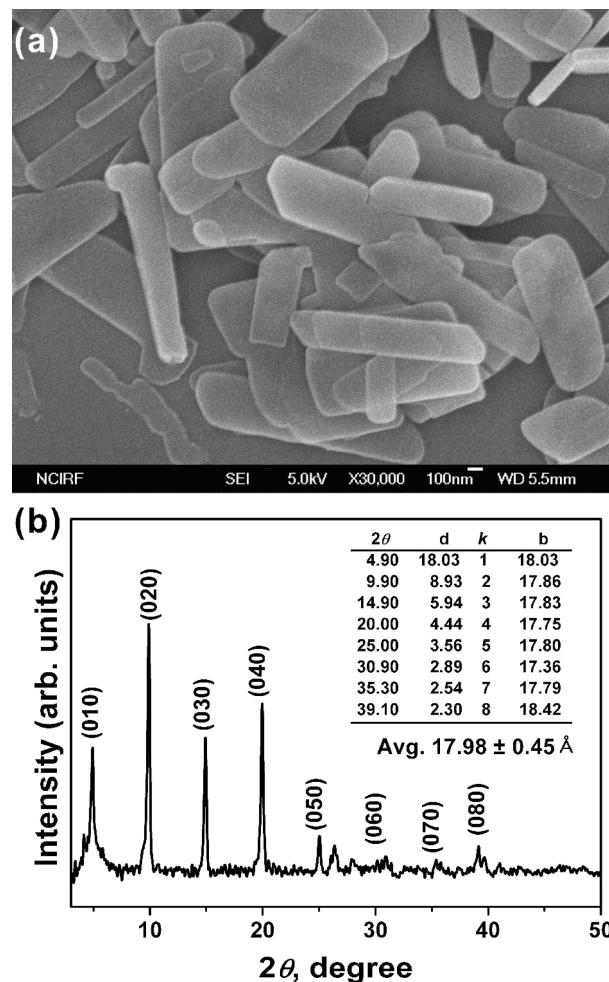 (a)
NCIRF SEI 5.0kV X30,000 100nm WD 5.5mm
(b)
Intensity (arb. units)
(010)
(020)
(030)
(040)
(050)
(060)
(070)
(080)
2θ d k b
4.90 18.03 1 18.03
9.90 8.93 2 17.86
14.90 5.94 3 17.83
20.00 4.44 4 17.75
25.00 3.56 5 17.80
30.90 2.89 6 17.36
35.30 2.54 7 17.79
39.10 2.30 8 18.42
Avg. 17.98 ± 0.45 Å
10 20 30 40 50
2θ, degree